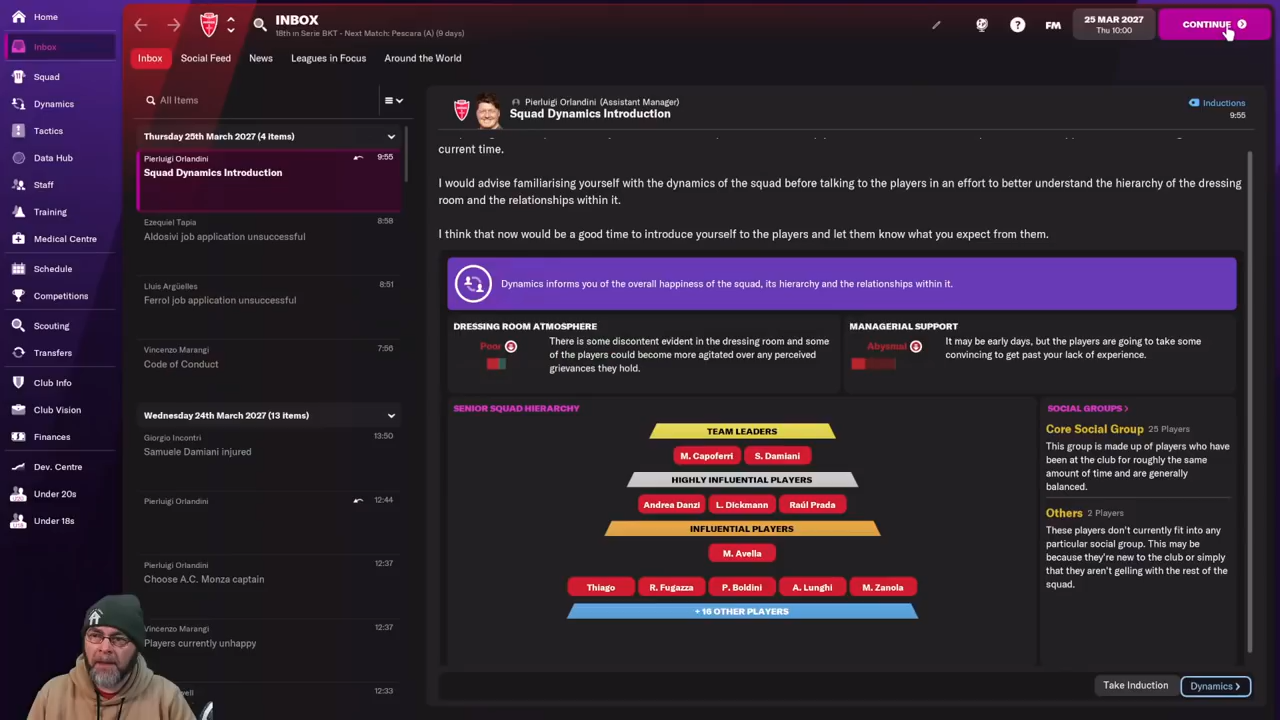 Home
Inbox
Squad
Dynamics
Tactics
Data Hub
Staff
Training
Medical Centre
Schedule
Competitions
Scouting
Transfers
Club Info
Club Vision
Finances
Dev. Centre
Under 20s
Under 18s
INBOX
18th in Serie BKT - Next Match: Pescara (A) (9 days)
FM
25 MAR 2027
Thu 10:00
CONTINUE
Inbox
Social Feed
News
Leagues in Focus
Around the World
All Items
Thursday 25th March 2027 (4 items)
Pierluigi Orlandini 9:55
Squad Dynamics Introduction
Ezequiel Tapia 8:58
Aldosivi job application unsuccessful
Lluis Argüelles 8:51
Ferrol job application unsuccessful
Vincenzo Marangi 7:56
Code of Conduct
Wednesday 24th March 2027 (13 items)
Giorgio Incontri 13:50
Samuele Damiani injured
Pierluigi Orlandini 12:44
Pierluigi Orlandini 12:37
Choose A.C. Monza captain
Vincenzo Marangi 12:37
Players currently unhappy
12:33
Pierluigi Orlandini (Assistant Manager)
Squad Dynamics Introduction
Inductions
9:55
current time.
I would advise familiarising yourself with the dynamics of the squad before talking to the players in an effort to better understand the hierarchy of the dressing
room and the relationships within it.
I think that now would be a good time to introduce yourself to the players and let them know what you expect from them.
Dynamics informs you of the overall happiness of the squad, its hierarchy and the relationships within it.
DRESSING ROOM ATMOSPHERE
Poor
There is some discontent evident in the dressing room and some
of the players could become more agitated over any perceived
grievances they hold.
MANAGERIAL SUPPORT
Abysmal
It may be early days, but the players are going to take some
convincing to get past your lack of experience.
SENIOR SQUAD HIERARCHY
TEAM LEADERS
M. Capoferri S. Damiani
HIGHLY INFLUENTIAL PLAYERS
Andrea Danzi L. Dickmann Raúl Prada
INFLUENTIAL PLAYERS
M. Avella
Thiago R. Fugazza P. Boldini A. Lunghi M. Zanola
+ 16 OTHER PLAYERS
SOCIAL GROUPS >
Core Social Group 25 Players
This group is made up of players who have
been at the club for roughly the same
amount of time and are generally
balanced.
Others 2 Players
These players don't currently fit into any
particular social group. This may be
because they're new to the club or simply
that they aren't gelling with the rest of the
squad.
Take Induction
Dynamics >